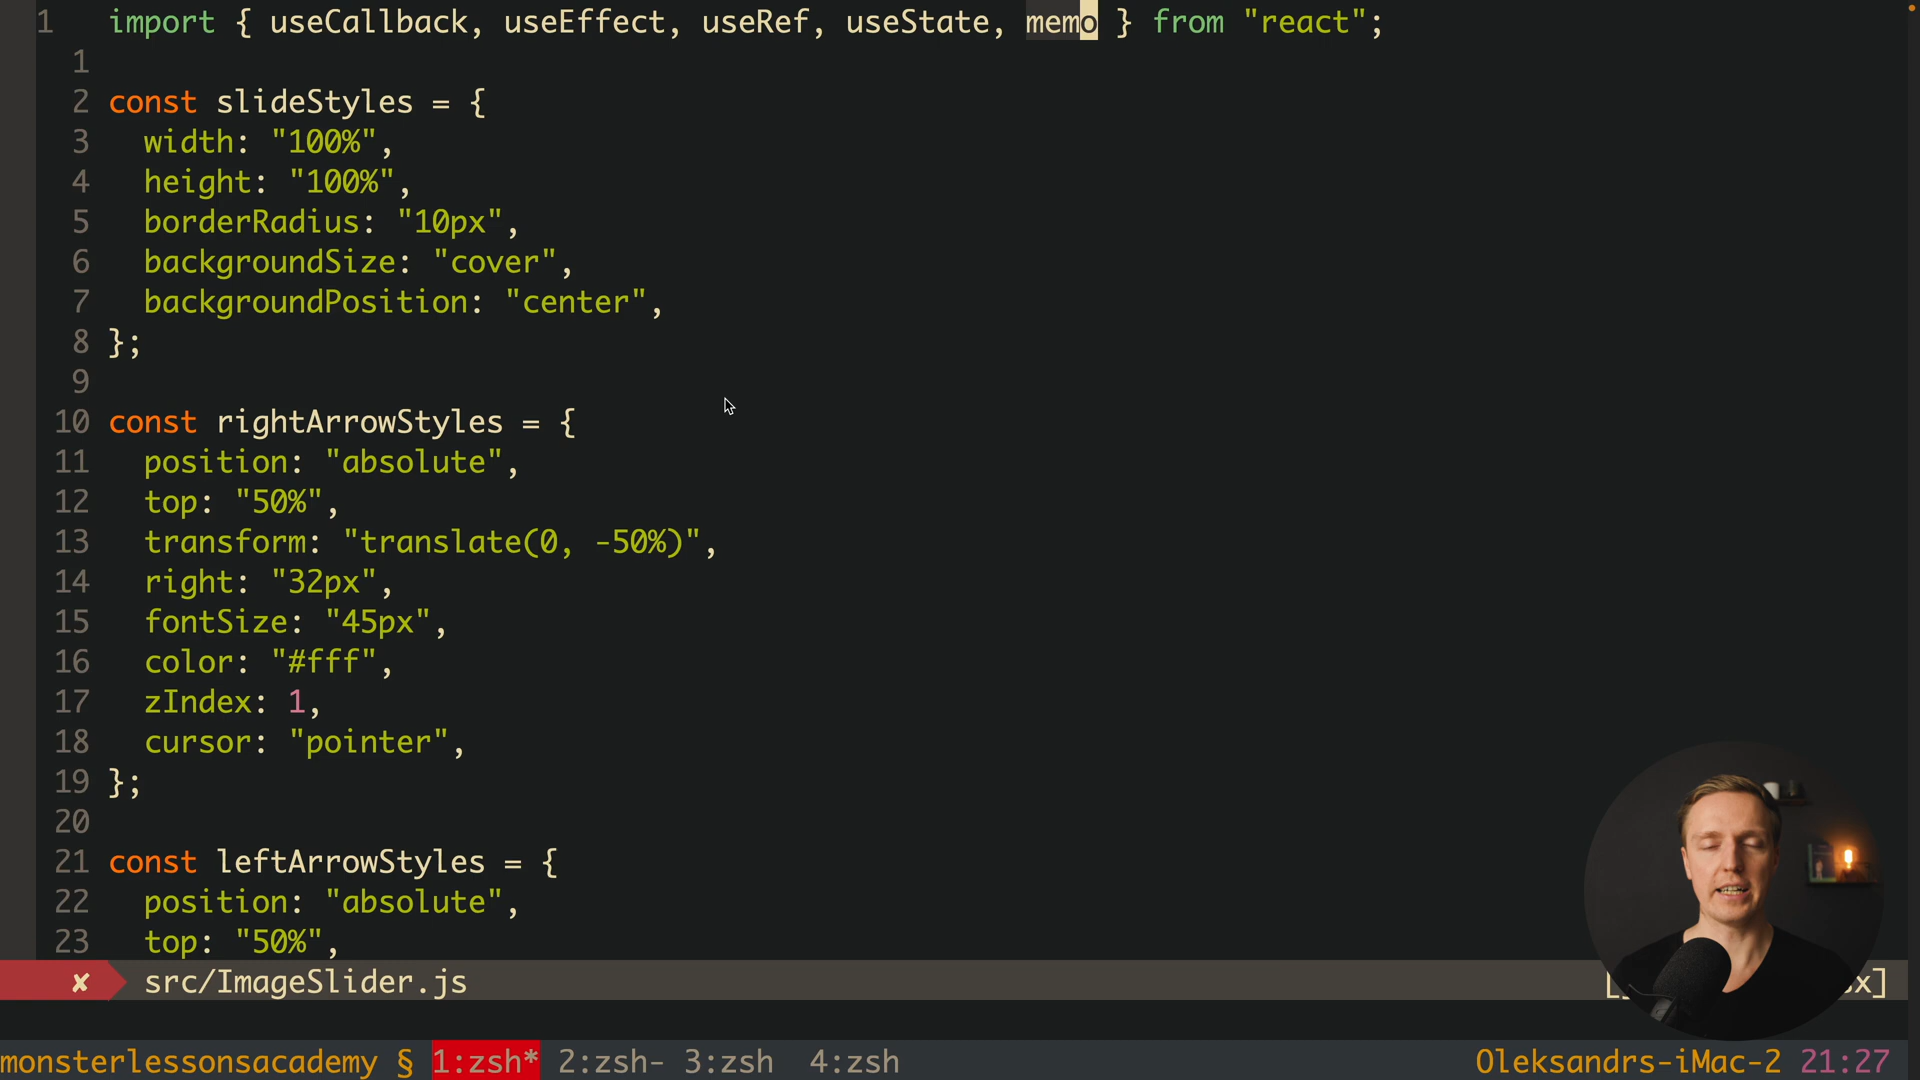 1 import { useCallback, useEffect, useRef, useState, memo } from "react";
1
2 const slideStyles = {
3 width: "100%",
4 height: "100%",
5 borderRadius: "10px",
6 backgroundSize: "cover",
7 backgroundPosition: "center",
8 };
9
10 const rightArrowStyles = {
11 position: "absolute",
12 top: "50%",
13 transform: "translate(0, -50%)",
14 right: "32px",
15 fontSize: "45px",
16 color: "#fff",
17 zIndex: 1,
18 cursor: "pointer",
19 };
20
21 const leftArrowStyles = {
22 position: "absolute",
23 top: "50%",
✘ src/ImageSlider.js
monsterlessonsacademy § 1:zsh* 2:zsh- 3:zsh 4:zsh Oleksandrs-iMac-2 21:27